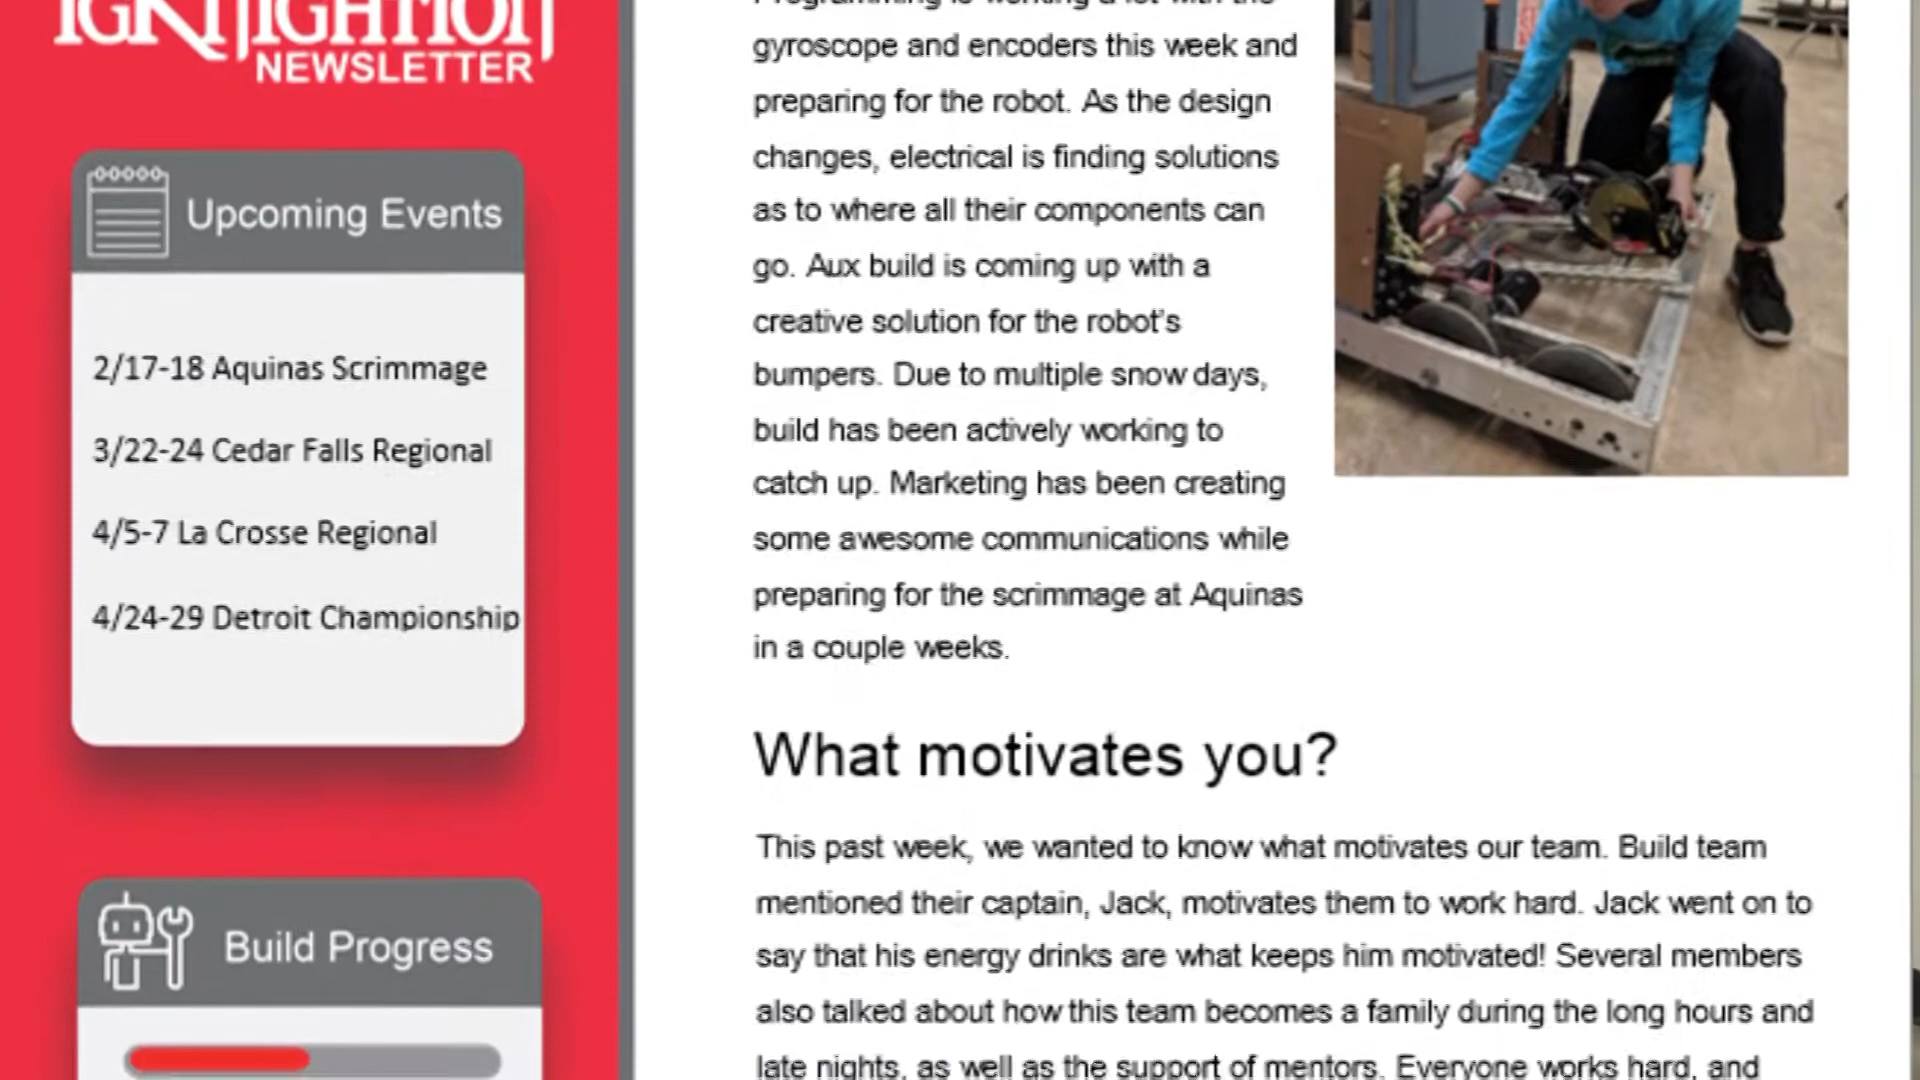 NEWSLETTER
Upcoming Events
2/17-18 Aquinas Scrimmage
3/22-24 Cedar Falls Regional
4/5-7 La Crosse Regional
4/24-29 Detroit Championship
Build Progress
Programming is working a lot with the
gyroscope and encoders this week and
preparing for the robot. As the design
changes, electrical is finding solutions
as to where all their components can
go. Aux build is coming up with a
creative solution for the robot's
bumpers. Due to multiple snow days,
build has been actively working to
catch up. Marketing has been creating
some awesome communications while
preparing for the scrimmage at Aquinas
in a couple weeks.
What motivates you?
This past week, we wanted to know what motivates our team. Build team
mentioned their captain, Jack, motivates them to work hard. Jack went on to
say that his energy drinks are what keeps him motivated! Several members
also talked about how this team becomes a family during the long hours and
late nights, as well as the support of mentors. Everyone works hard, and